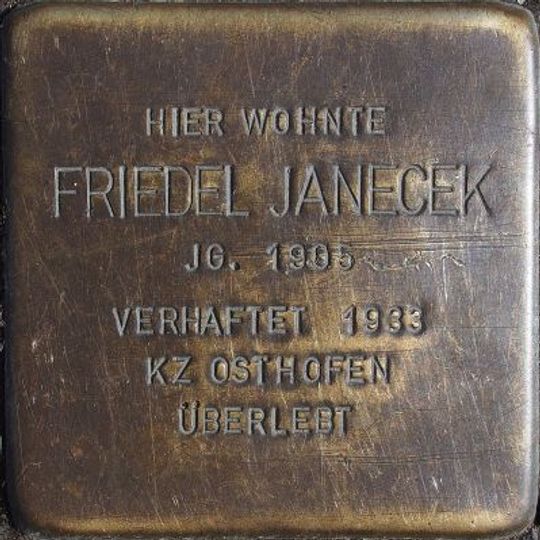 HIER WOHNTE
FRIEDEL JANECEK
JG. 1905
VERHAFTET 1933
KZ OSTHOFEN
ÜBERLEBT